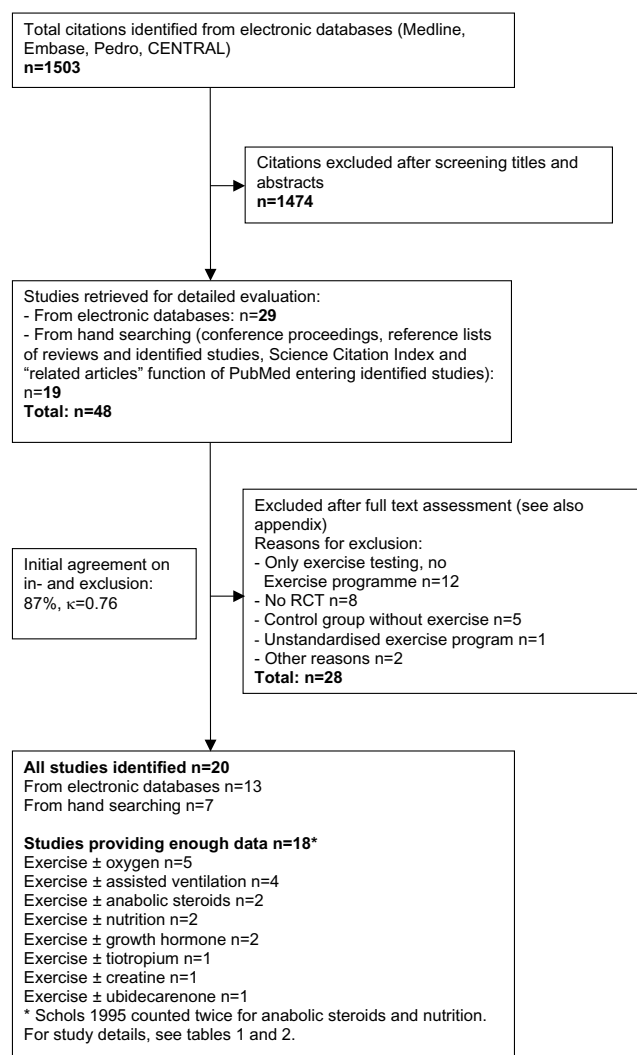 Total citations identified from electronic databases (Medline,
Embase, Pedro, CENTRAL)
n=1503
Citations excluded after screening titles and
abstracts
n=1474
Studies retrieved for detailed evaluation:
- From electronic databases: n=29
- From hand searching (conference proceedings, reference lists
of reviews and identified studies, Science Citation Index and
“related articles” function of PubMed entering identified studies):
n=19
Total: n=48
Initial agreement on
in- and exclusion:
87%, κ=0.76
Excluded after full text assessment (see also
appendix)
Reasons for exclusion:
- Only exercise testing, no
Exercise programme n=12
- No RCT n=8
- Control group without exercise n=5
- Unstandardised exercise program n=1
- Other reasons n=2
Total: n=28
All studies identified n=20
From electronic databases n=13
From hand searching n=7
Studies providing enough data n=18*
Exercise ± oxygen n=5
Exercise ± assisted ventilation n=4
Exercise ± anabolic steroids n=2
Exercise ± nutrition n=2
Exercise ± growth hormone n=2
Exercise ± tiotropium n=1
Exercise ± creatine n=1
Exercise ± ubidecarenone n=1
* Schols 1995 counted twice for anabolic steroids and nutrition.
For study details, see tables 1 and 2.